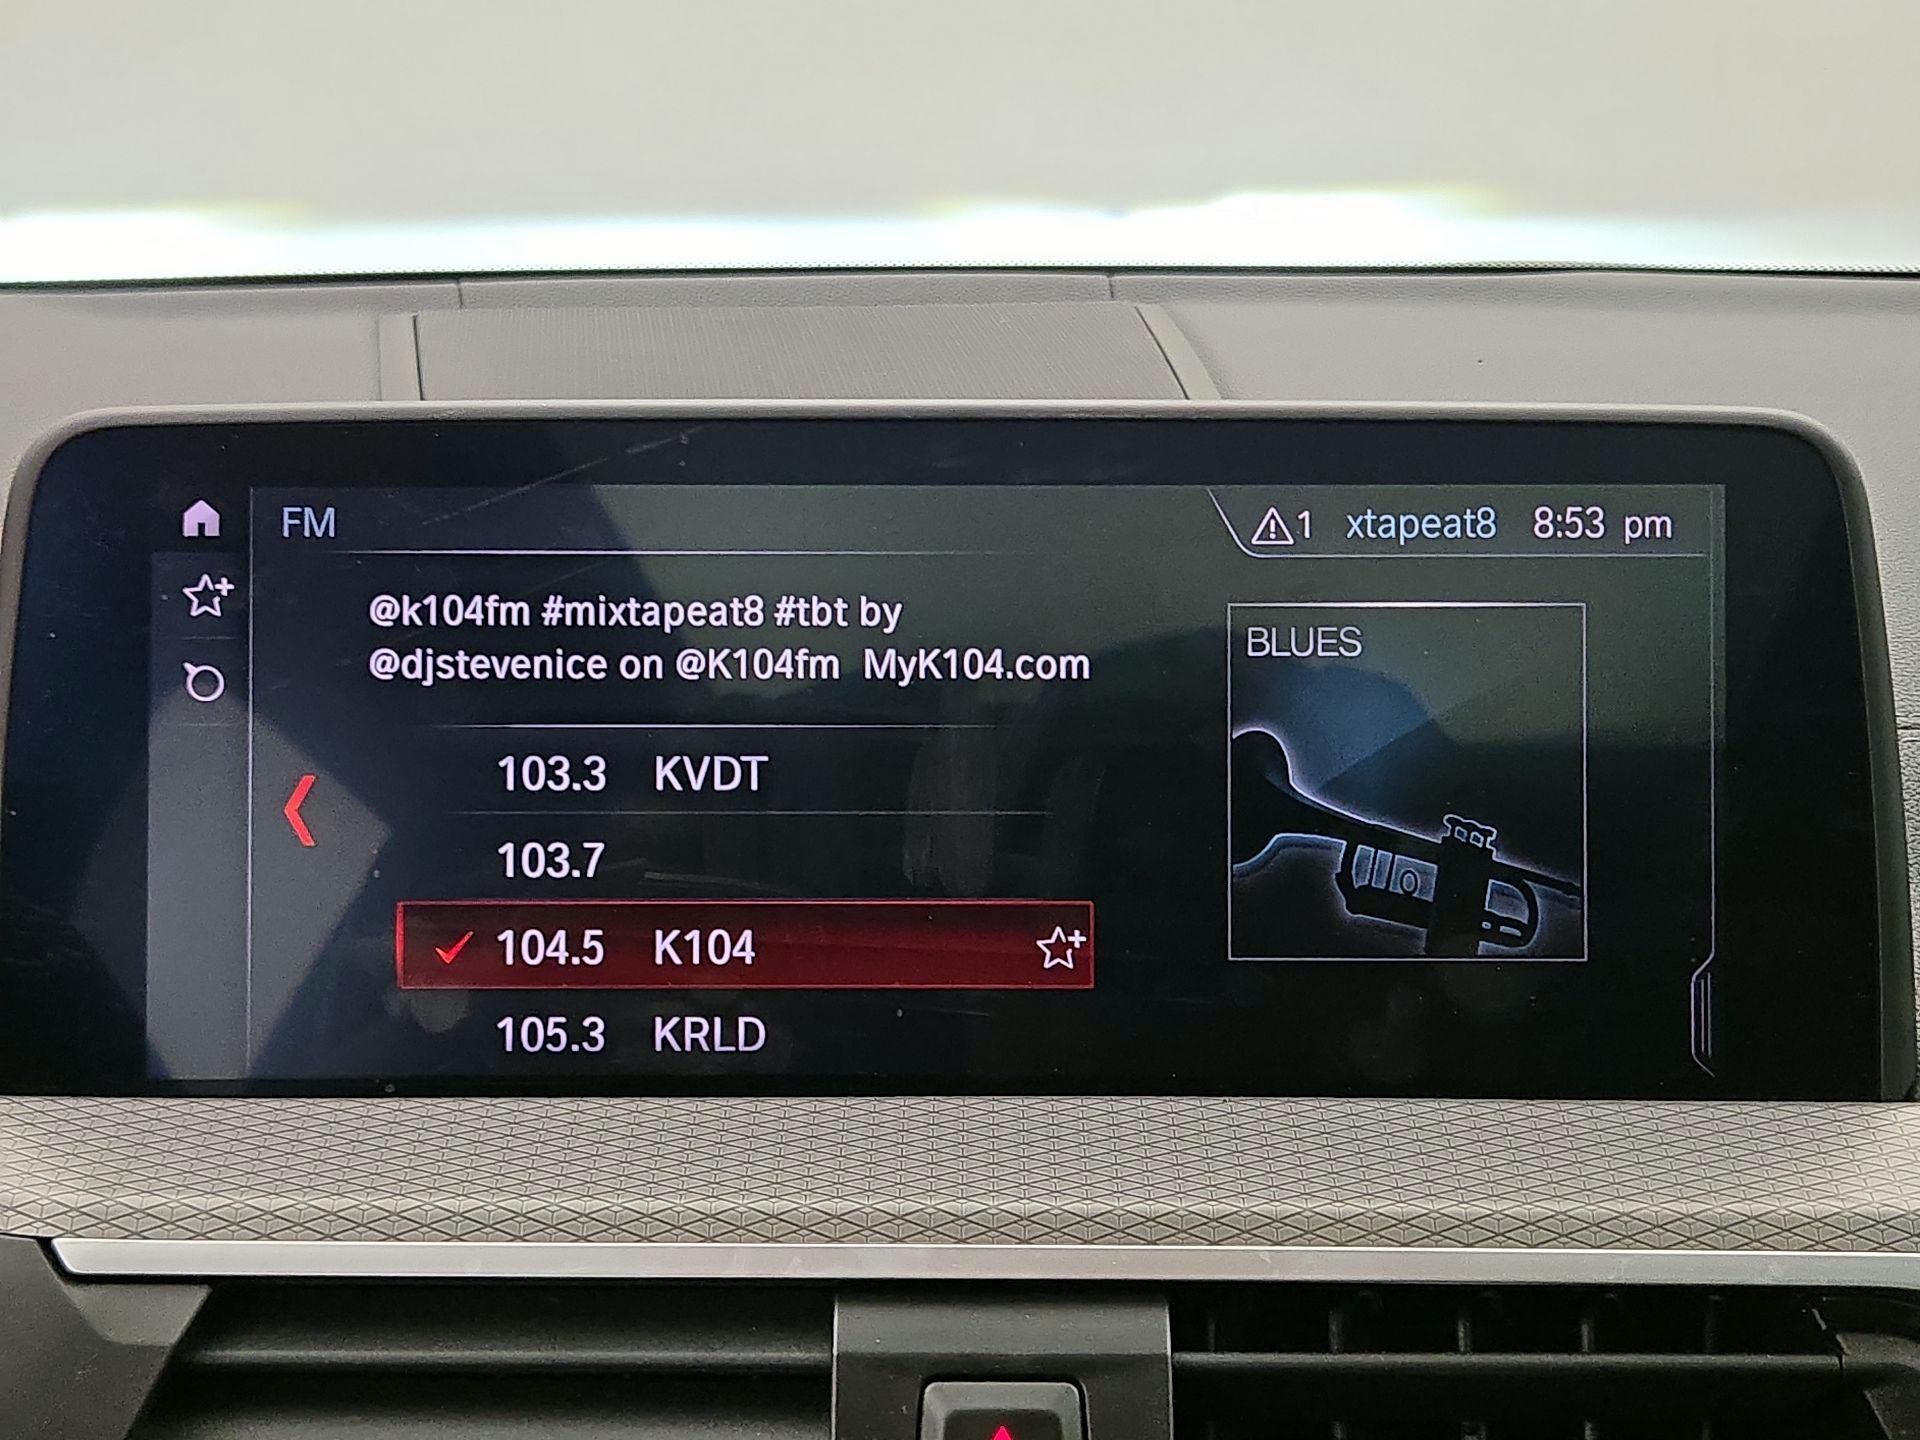 FM
1 xtapeat8 8:53 pm
@k104fm #mixtapeat8 #tbt by
@djstevenice on @K104fm MyK104.com
BLUES
103.3 KVDT
103.7
104.5 K104
105.3 KRLD